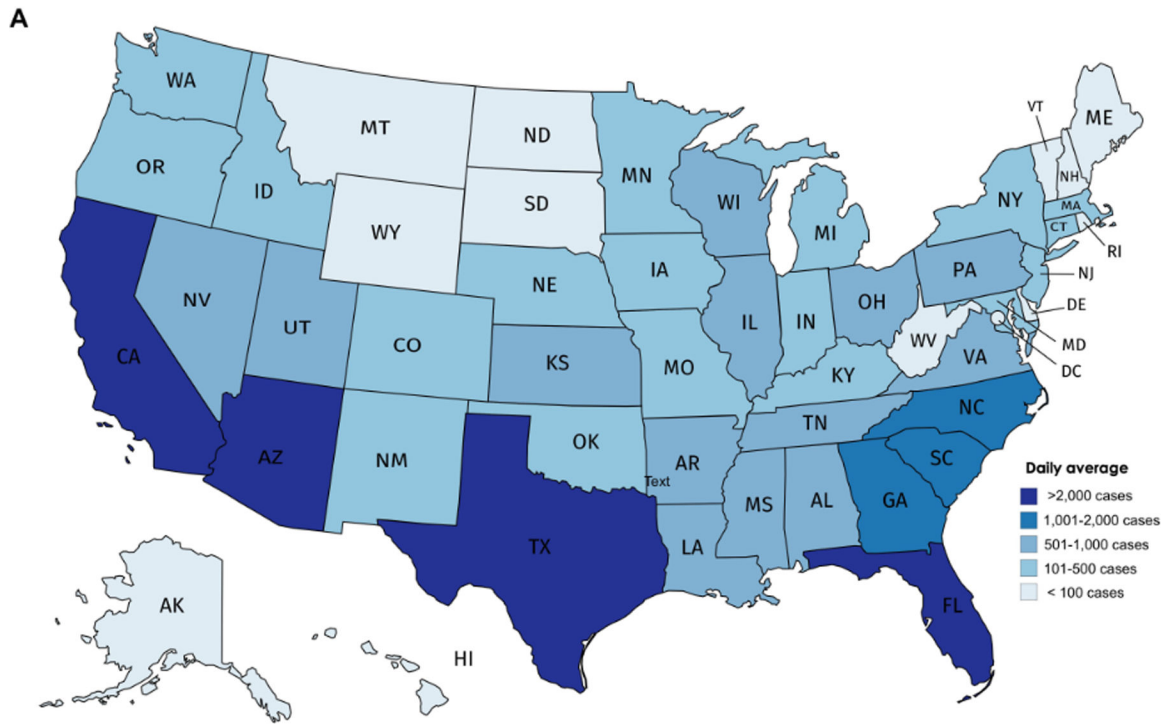 A
WA
MT
ND
VT
ME
OR
ID
MN
NH
SD
WI
NY
MA
WY
MI
CT
RI
IA
PA
NJ
NE
NV
OH
DE
UT
IL
IN
WV
MD
CO
VA
CA
KS
MO
KY
DC
NC
TN
OK
AZ
NM
AR
SC
Text
Daily average
GA
>2,000 cases
MS
AL
1,001-2,000 cases
TX
LA
501-1,000 cases
101-500 cases
AK
FL
< 100 cases
HI